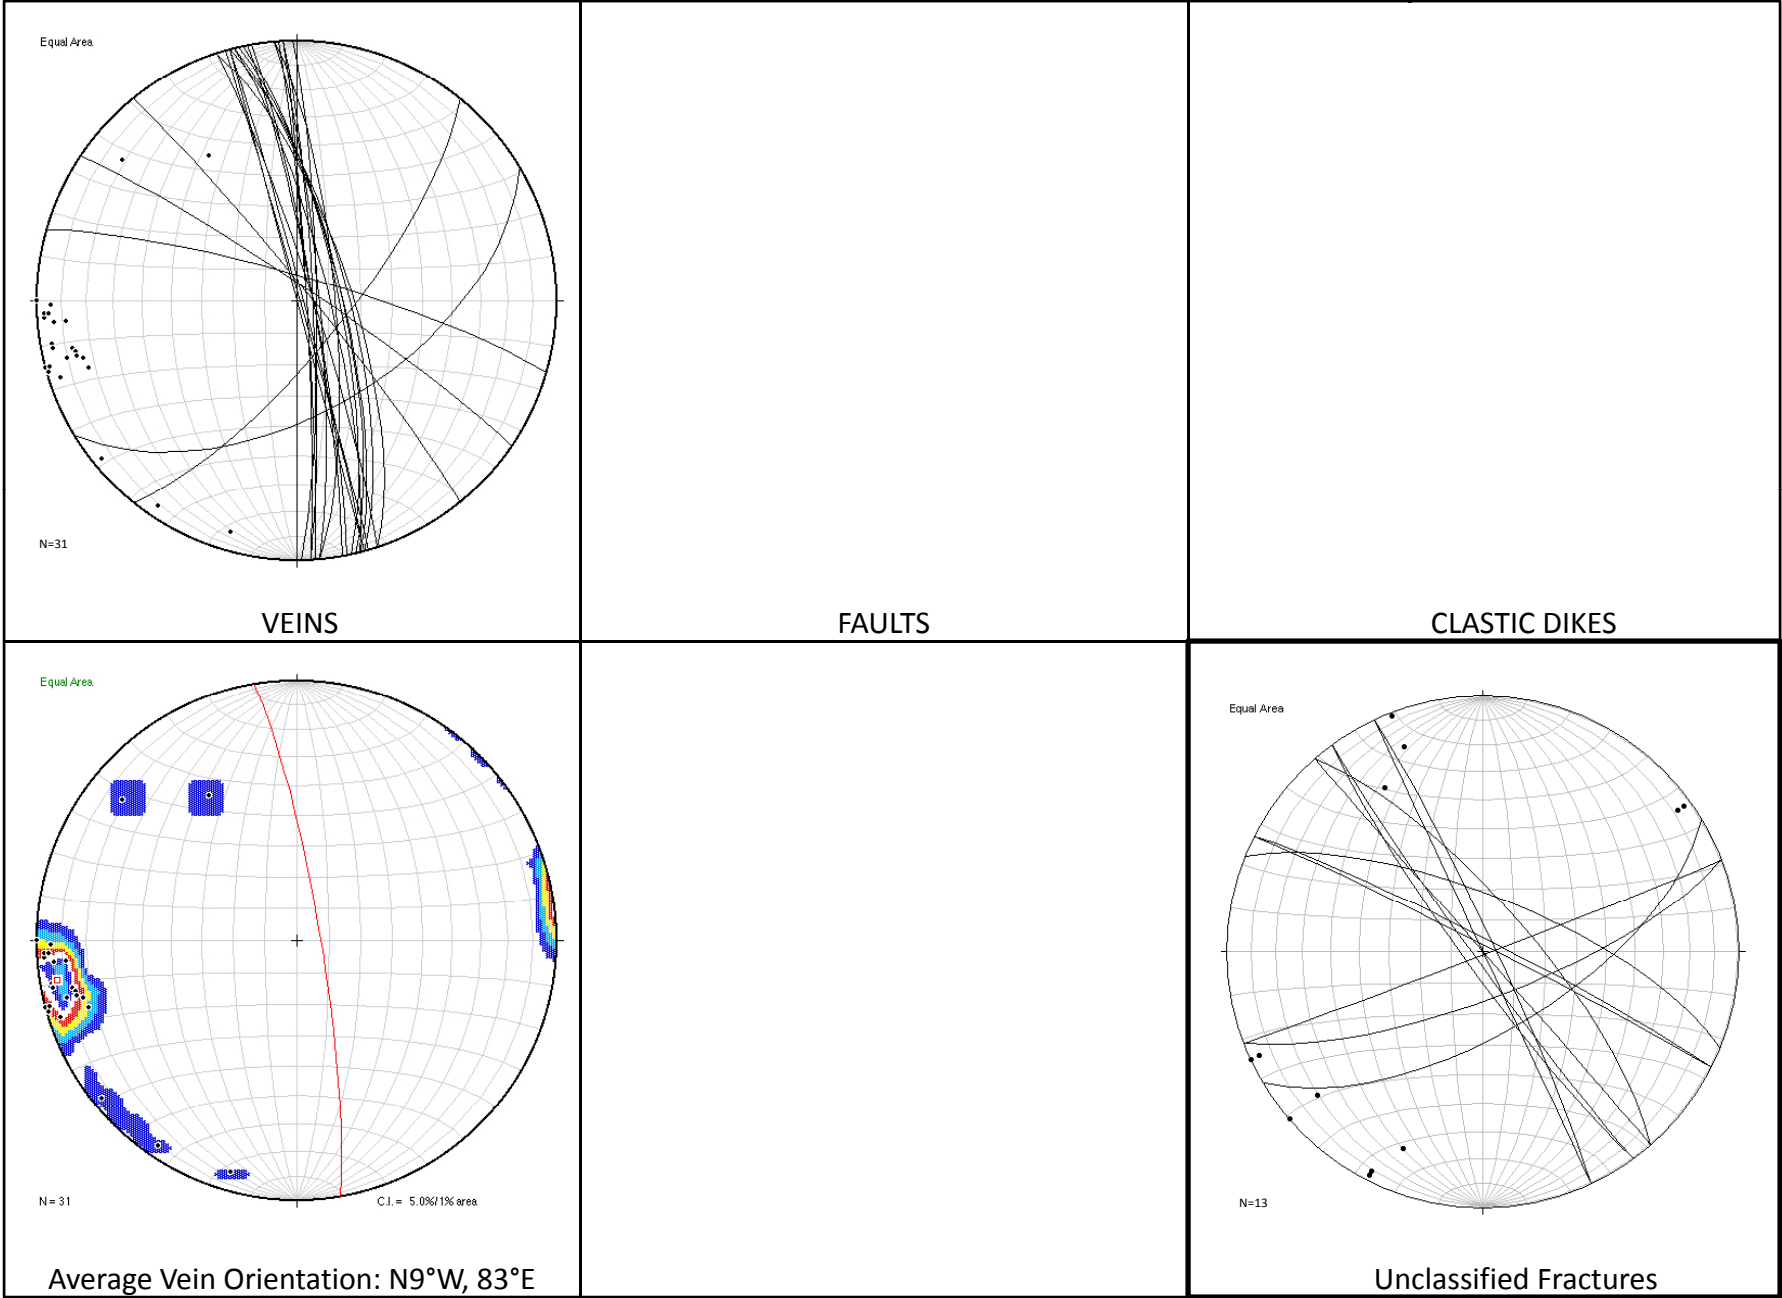 Equal Area
N=31
VEINS
FAULTS
CLASTIC DIKES
Equal Area
N = 31
C.I. = 5.0%/1% area
Average Vein Orientation: N9°W, 83°E
Equal Area
N=13
Unclassified Fractures